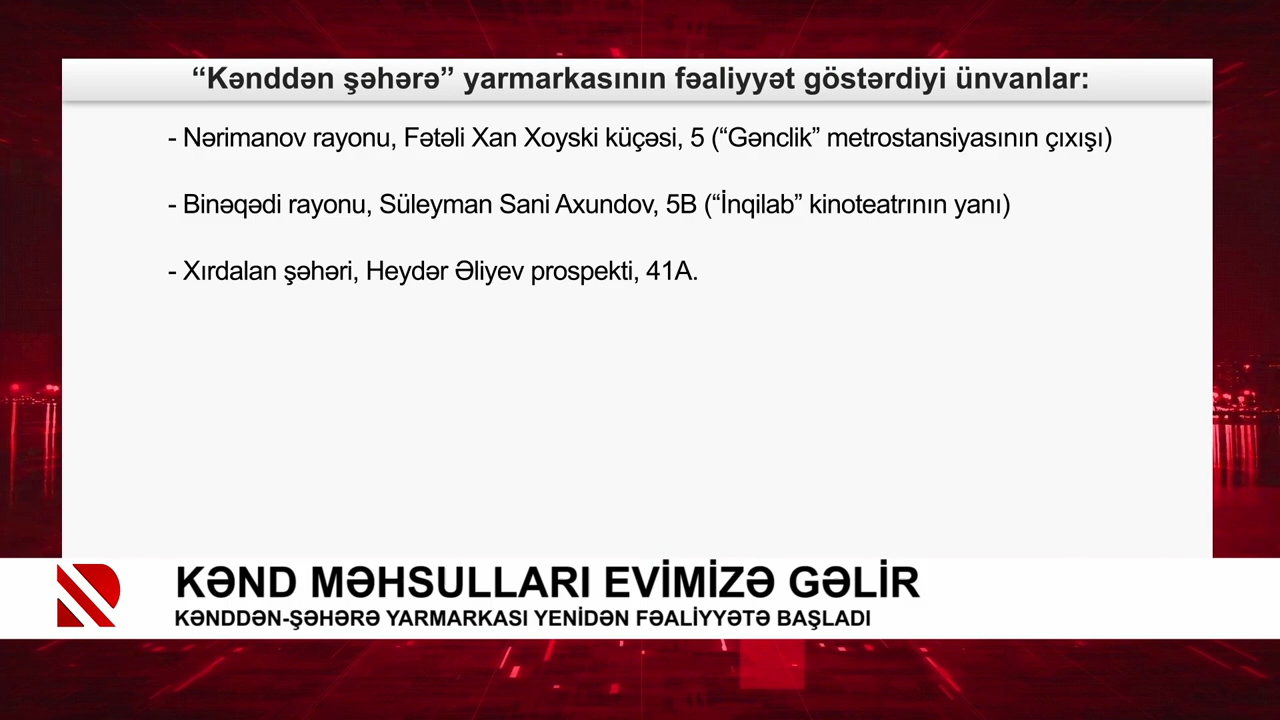 “Kənddən şəhərə” yarmarkasının fəaliyyət göstərdiyi ünvanlar:
- Nərimanov rayonu, Fətəli Xan Xoyski küçəsi, 5 (“Gənclik” metrostansiyasının çıxışı)
- Binəqədi rayonu, Süleyman Sani Axundov, 5B (“İnqilab” kinoteatrının yanı)
- Xırdalan şəhəri, Heydər Əliyev prospekti, 41A.
KƏND MƏHSULLARI EVİMİZƏ GƏLİR
KƏNDDƏN-ŞƏHƏRƏ YARMARKASI YENİDƏN FƏALİYYƏTƏ BAŞLADI